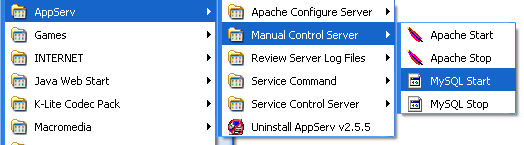 AppServ
Games
INTERNET
Java Web Start
K-Lite Codec Pack
Macromedia
Apache Configure Server
Manual Control Server
Review Server Log Files
Service Command
Service Control Server
Uninstall AppServ v2.5.5
Apache Start
Apache Stop
MySQL Start
MySQL Stop